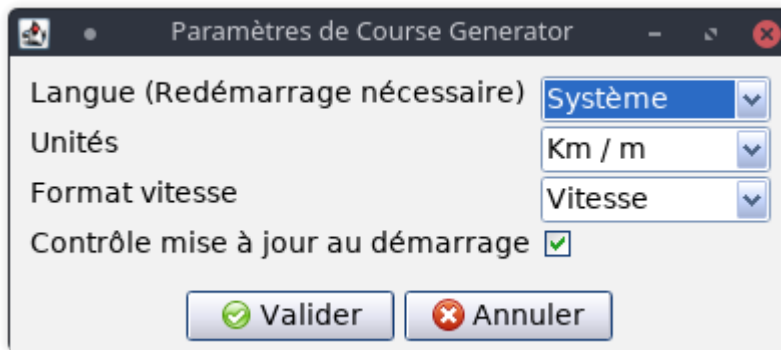 Paramètres de Course Generator
Langue (Redémarrage nécessaire) Système
Unités Km / m
Format vitesse Vitesse
Contrôle mise à jour au démarrage
Valider Annuler